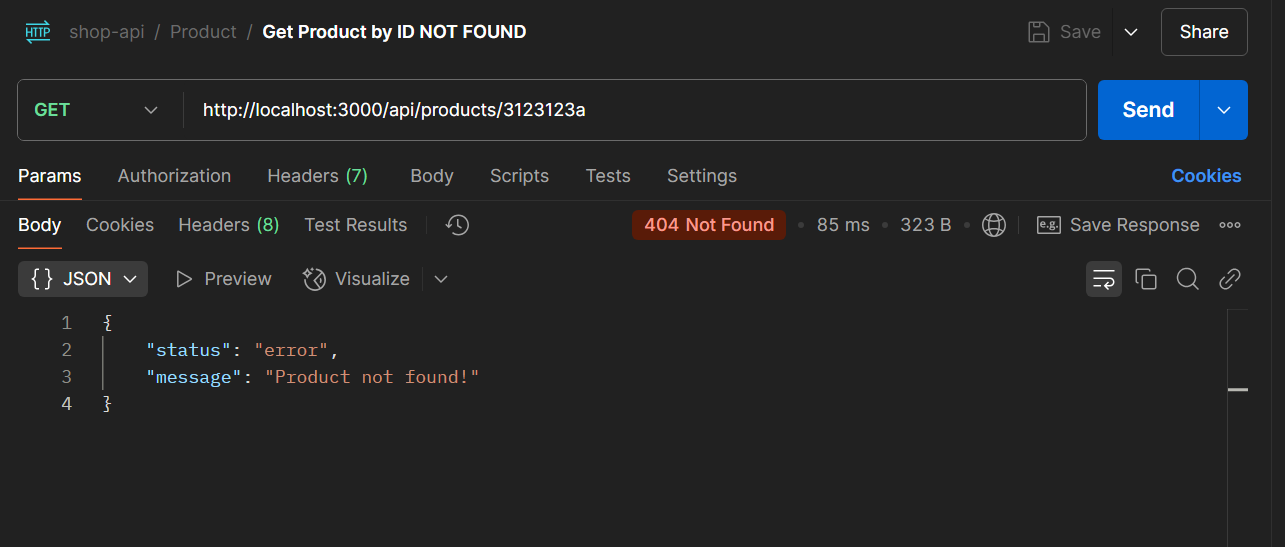 HTTP shop-api / Product / Get Product by ID NOT FOUND Save Share
GET http://localhost:3000/api/products/3123123a Send
Params Authorization Headers (7) Body Scripts Tests Settings Cookies
Body Cookies Headers (8) Test Results 404 Not Found • 85 ms • 323 B • e.g. Save Response
{} JSON Preview Visualize
1 {
2 "status": "error",
3 "message": "Product not found!"
4 }